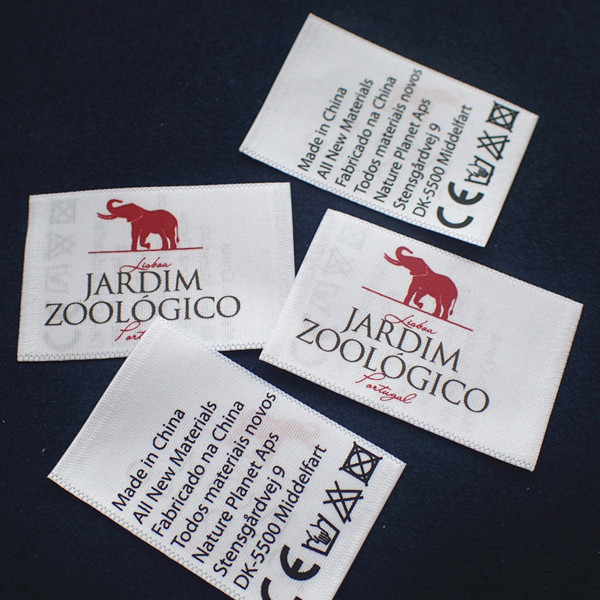 Made in China
All New Materials
Fabricado na China
Todos materiais novos
Nature Planet Aps
Stensgårdvej 9
DK-5500 Middelfart
CE
Lisboa
JARDIM
ZOOLÓGICO
Port
Lisboa
JARDIM
ZOOLÓGICO
Portugal
Made in China
All New Materials
Fabricado na China
Todos materiais novos
Nature Planet Aps
Stensgårdvej 9
DK-5500 Middelfart
CE